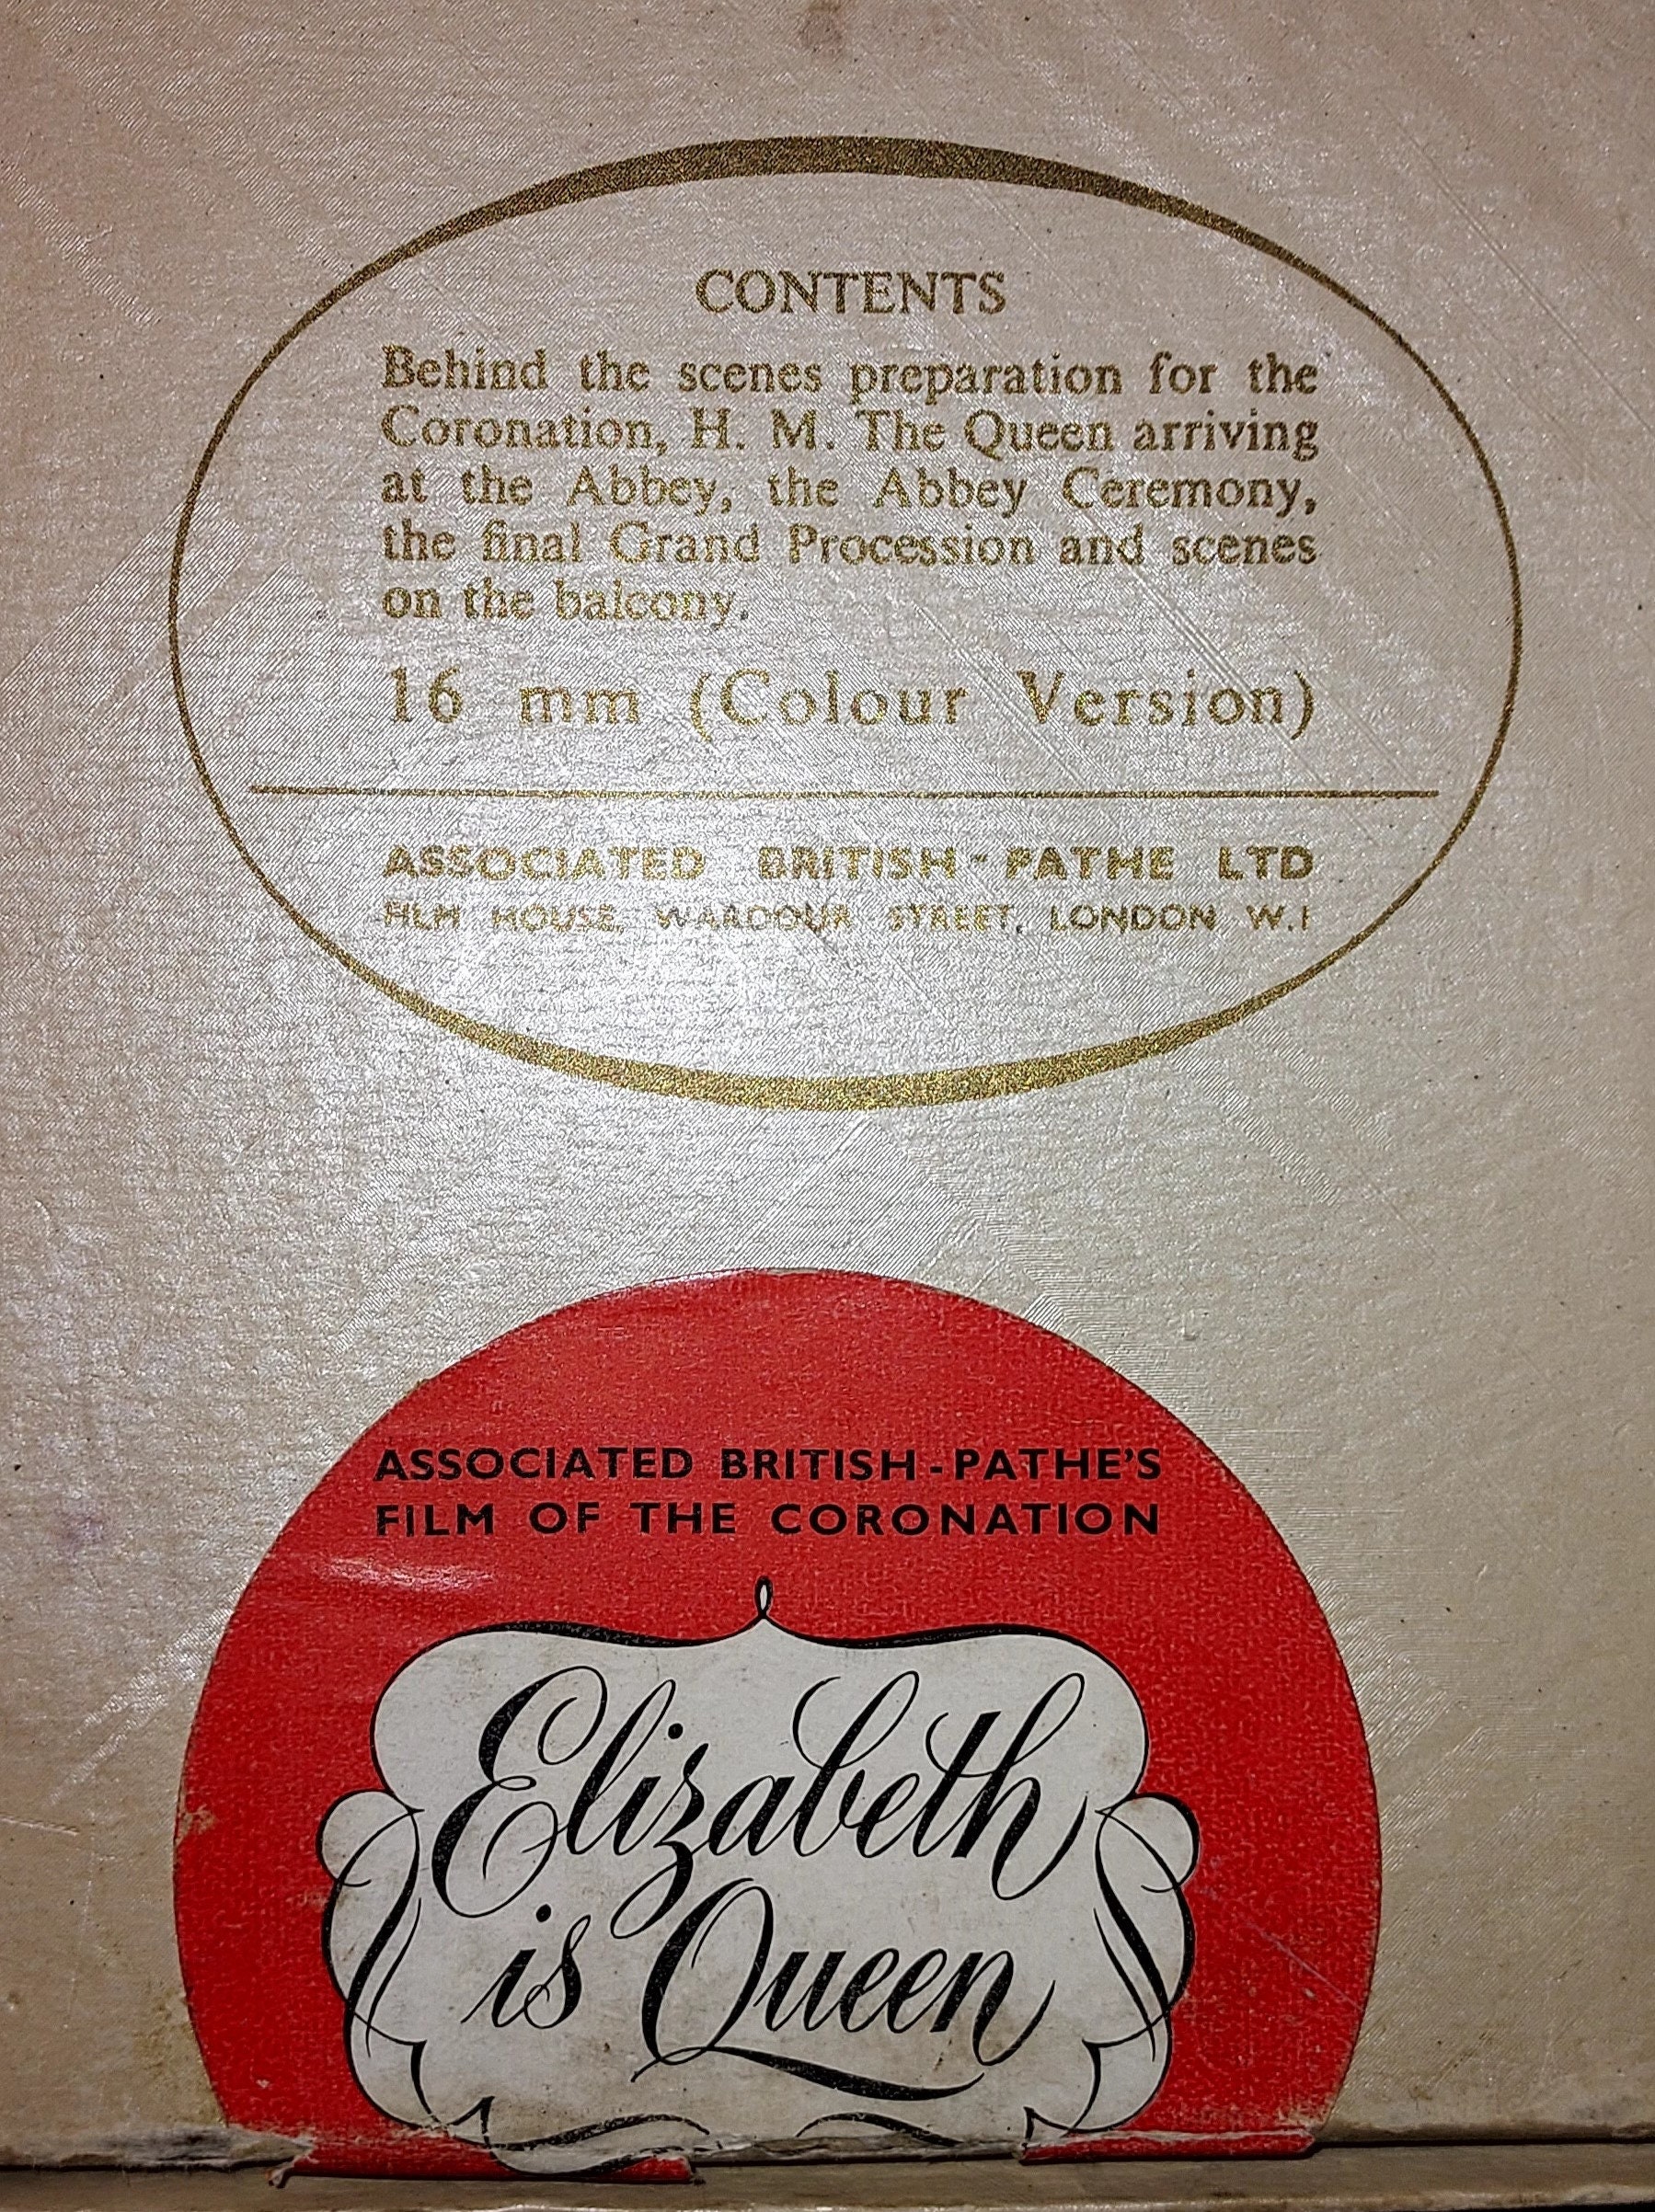 CONTENTS
Behind the scenes preparation for the
Coronation, H. M. The Queen arriving
at the Abbey, the Abbey Ceremony,
the final Grand Procession and scenes
on the balcony.
16 mm (Colour Version)
ASSOCIATED BRITISH-PATHE LTD
FILM HOUSE, WARDOUR STREET, LONDON W.1
ASSOCIATED BRITISH-PATHE'S
FILM OF THE CORONATION
Elizabeth
is Queen